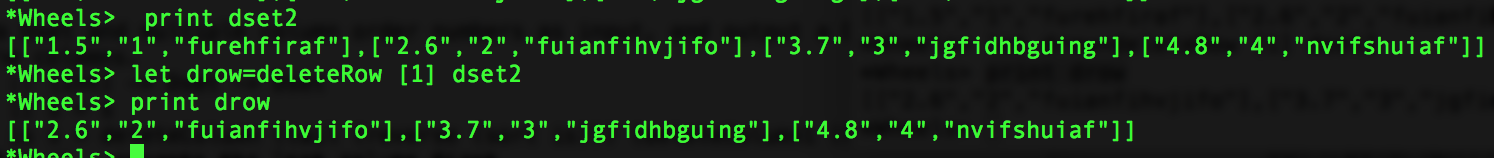 *Wheels>  print dset2
[["1.5","1","furehfiraf"],["2.6","2","fuianfihvjifo"],["3.7","3","jgfidhbguing"],["4.8","4","nvifshuiaf"]]
*Wheels> let drow=deleteRow [1] dset2
*Wheels> print drow
[["2.6","2","fuianfihvjifo"],["3.7","3","jgfidhbguing"],["4.8","4","nvifshuiaf"]]
*Wheels>